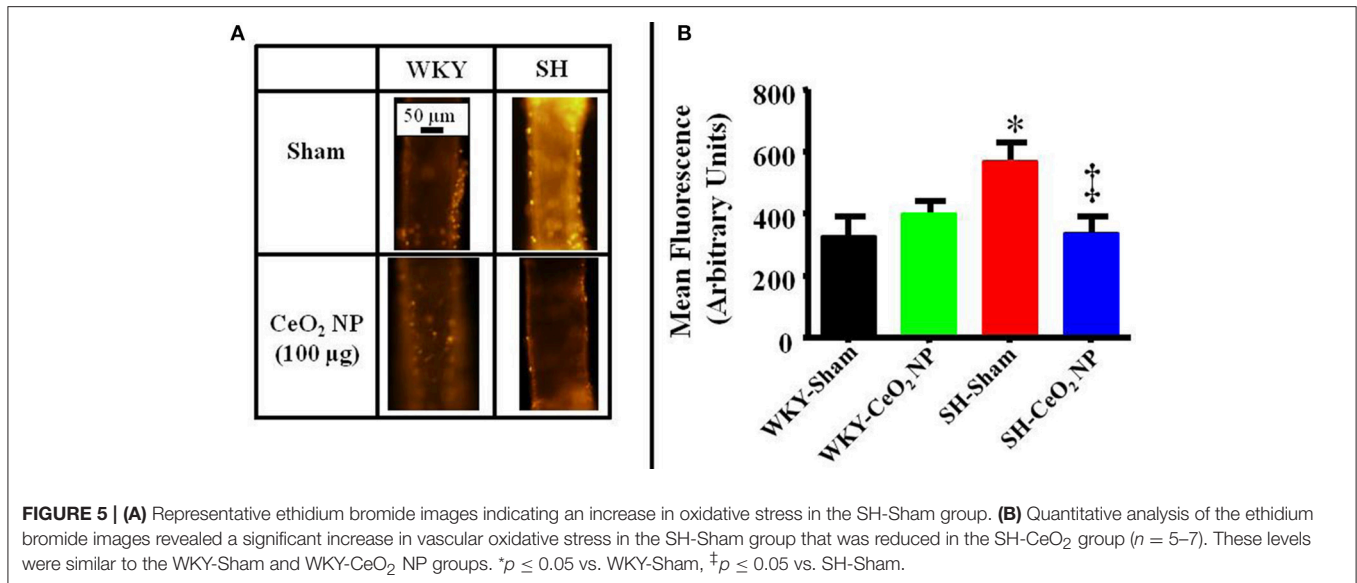 A
WKY SH
Sham
50 µm
CeO₂ NP
(100 µg)
B
Mean Fluorescence
(Arbitrary Units)
800
600
400
200
0
*
‡
WKY-Sham
WKY-CeO₂ NP
SH-Sham
SH-CeO₂ NP
FIGURE 5 | (A) Representative ethidium bromide images indicating an increase in oxidative stress in the SH-Sham group. (B) Quantitative analysis of the ethidium
bromide images revealed a significant increase in vascular oxidative stress in the SH-Sham group that was reduced in the SH-CeO₂ group (n = 5–7). These levels
were similar to the WKY-Sham and WKY-CeO₂ NP groups. *p ≤ 0.05 vs. WKY-Sham, ‡p ≤ 0.05 vs. SH-Sham.